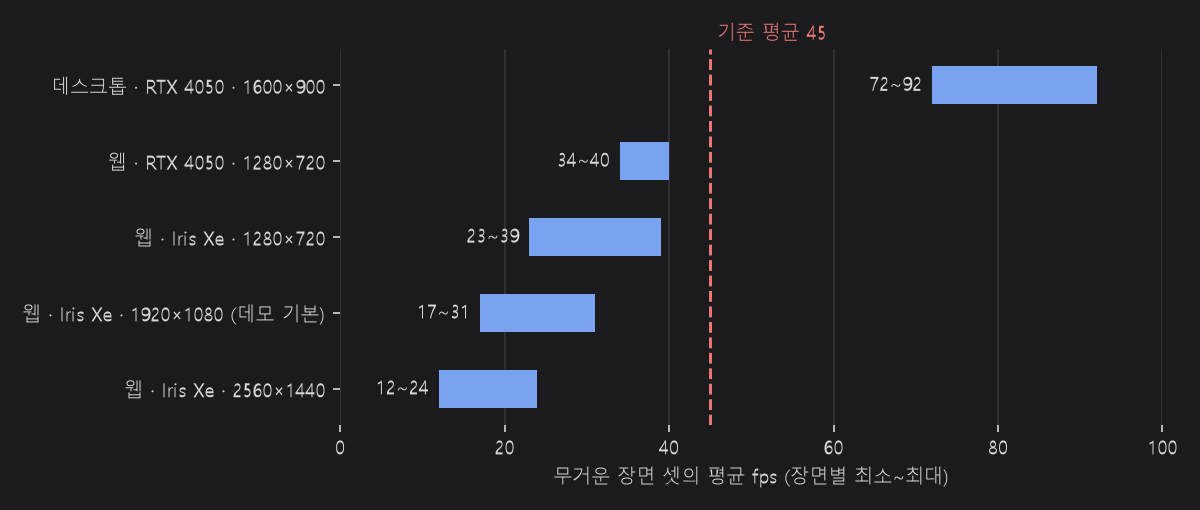 기준 평균 45
데스크톱 · RTX 4050 · 1600×900
72~92
웹 · RTX 4050 · 1280×720
34~40
웹 · Iris Xe · 1280×720
23~39
웹 · Iris Xe · 1920×1080 (데모 기본)
17~31
웹 · Iris Xe · 2560×1440
12~24
0 20 40 60 80 100
무거운 장면 셋의 평균 fps (장면별 최소~최대)